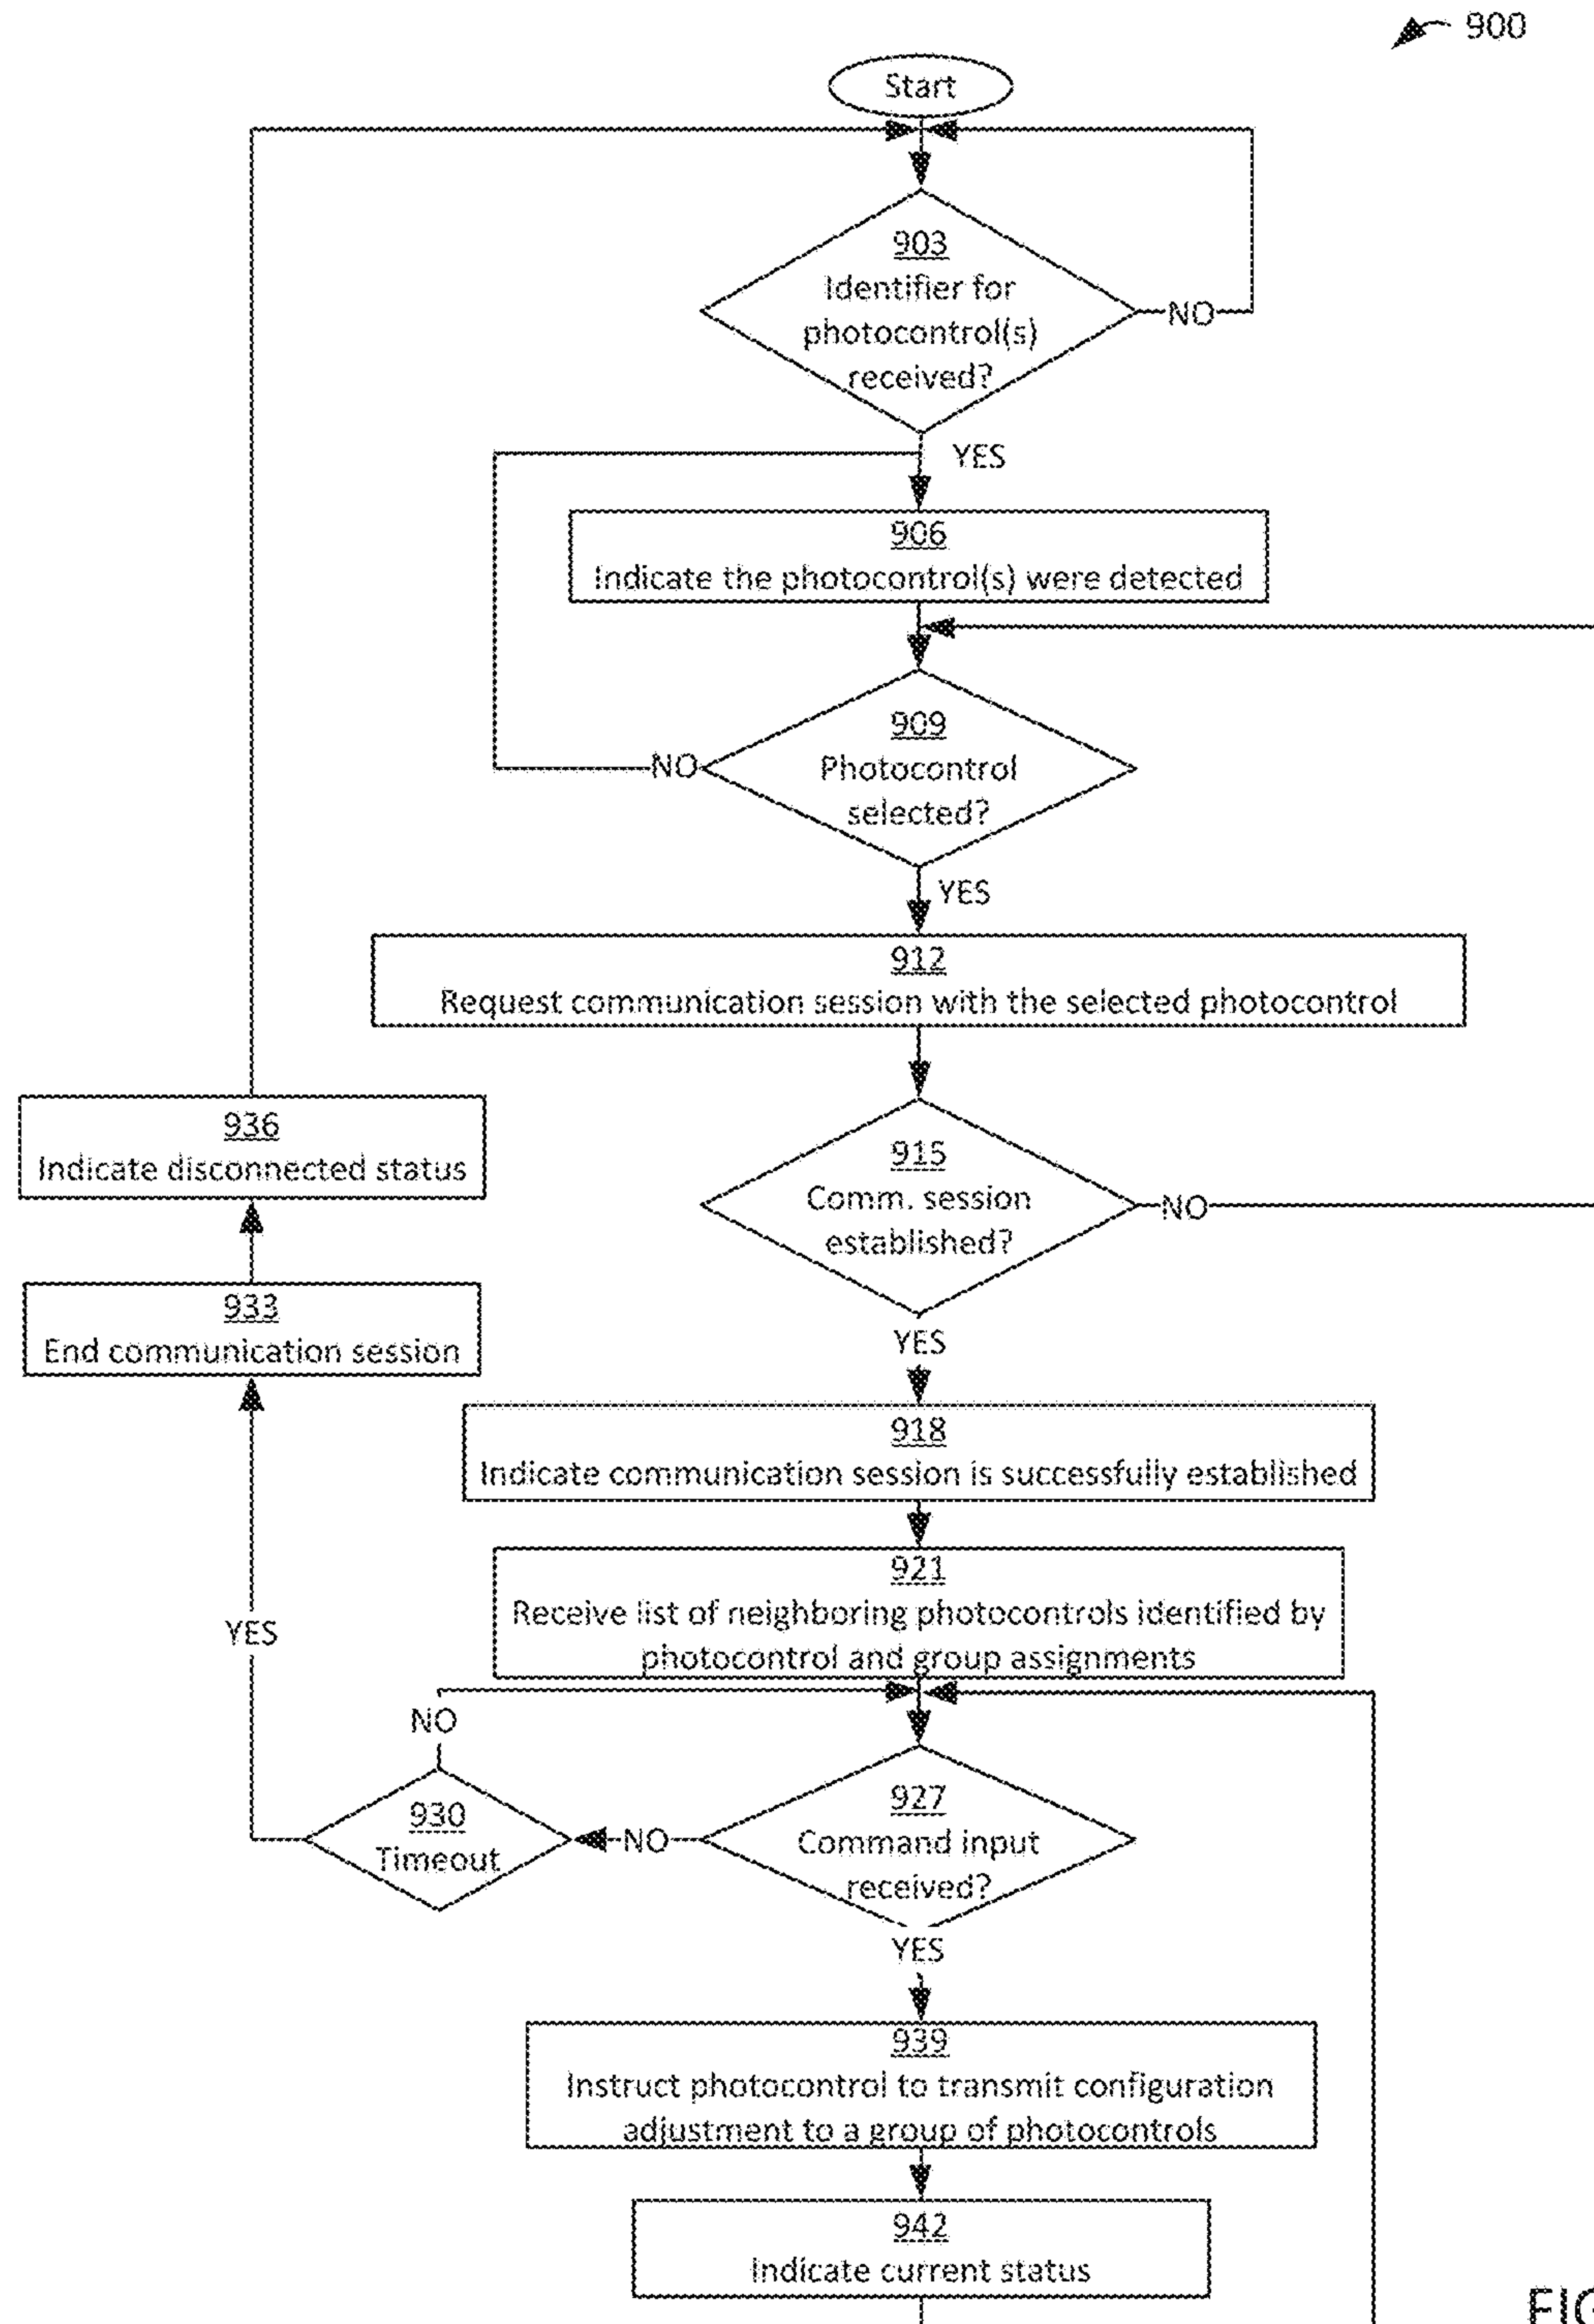 900
Start
903
Identifier for
photocontrol(s)
received?
NO
YES
906
Indicate the photocontrol(s) were detected
909
Photocontrol
selected?
NO
YES
912
Request communication session with the selected photocontrol
915
Comm. session
established?
NO
936
Indicate disconnected status
933
End communication session
YES
918
Indicate communication session is successfully established
921
Receive list of neighboring photocontrols identified by
photocontrol and group assignments
YES
NO
930
Timeout
NO
927
Command input
received?
YES
939
Instruct photocontrol to transmit configuration
adjustment to a group of photocontrols
942
Indicate current status